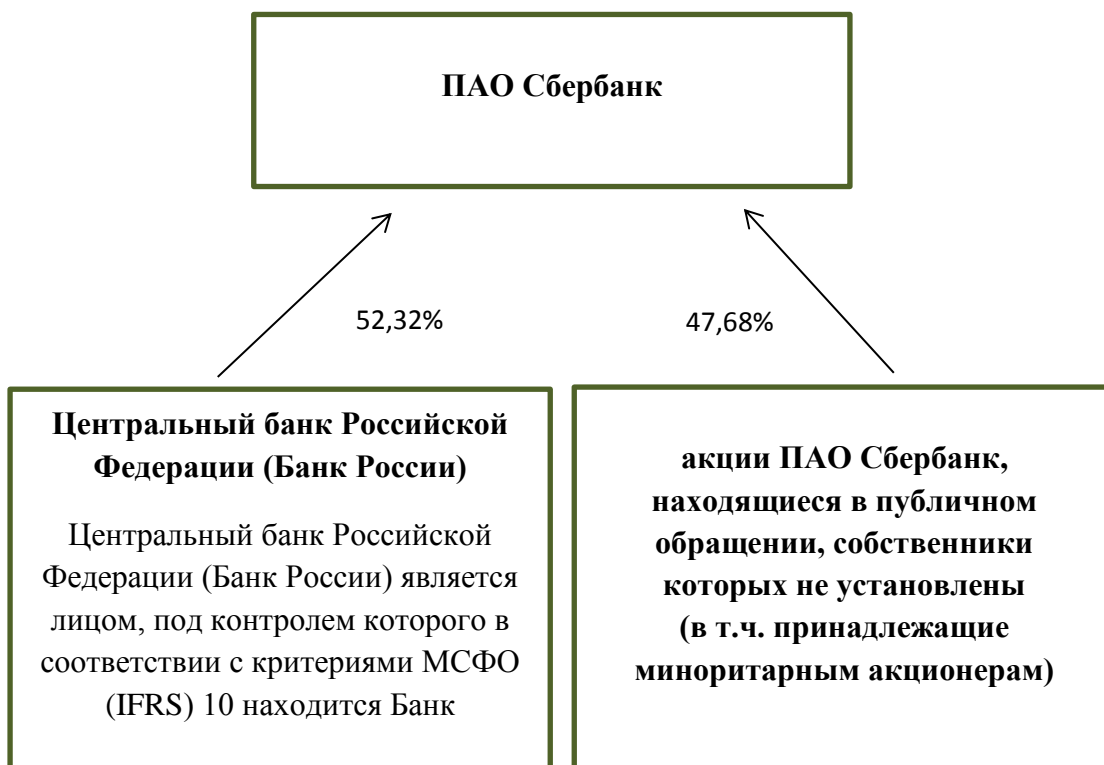 ПАО Сбербанк
52,32%
47,68%
Центральный банк Российской
Федерации (Банк России)
Центральный банк Российской
Федерации (Банк России) является
лицом, под контролем которого в
соответствии с критериями МСФО
(IFRS) 10 находится Банк
акции ПАО Сбербанк,
находящиеся в публичном
обращении, собственники
которых не установлены
(в т.ч. принадлежащие
миноритарным акционерам)